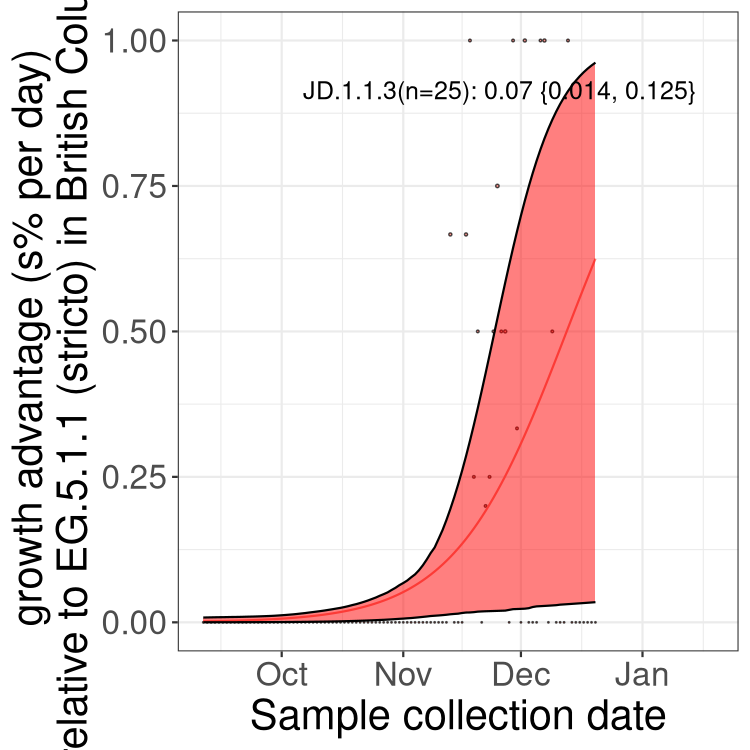 growth advantage (s% per day)
relative to EG.5.1.1 (stricto) in British Colu
1.00
0.75
0.50
0.25
0.00
JD.1.1.3(n=25): 0.07 {0.014, 0.125}
Oct Nov Dec Jan
Sample collection date